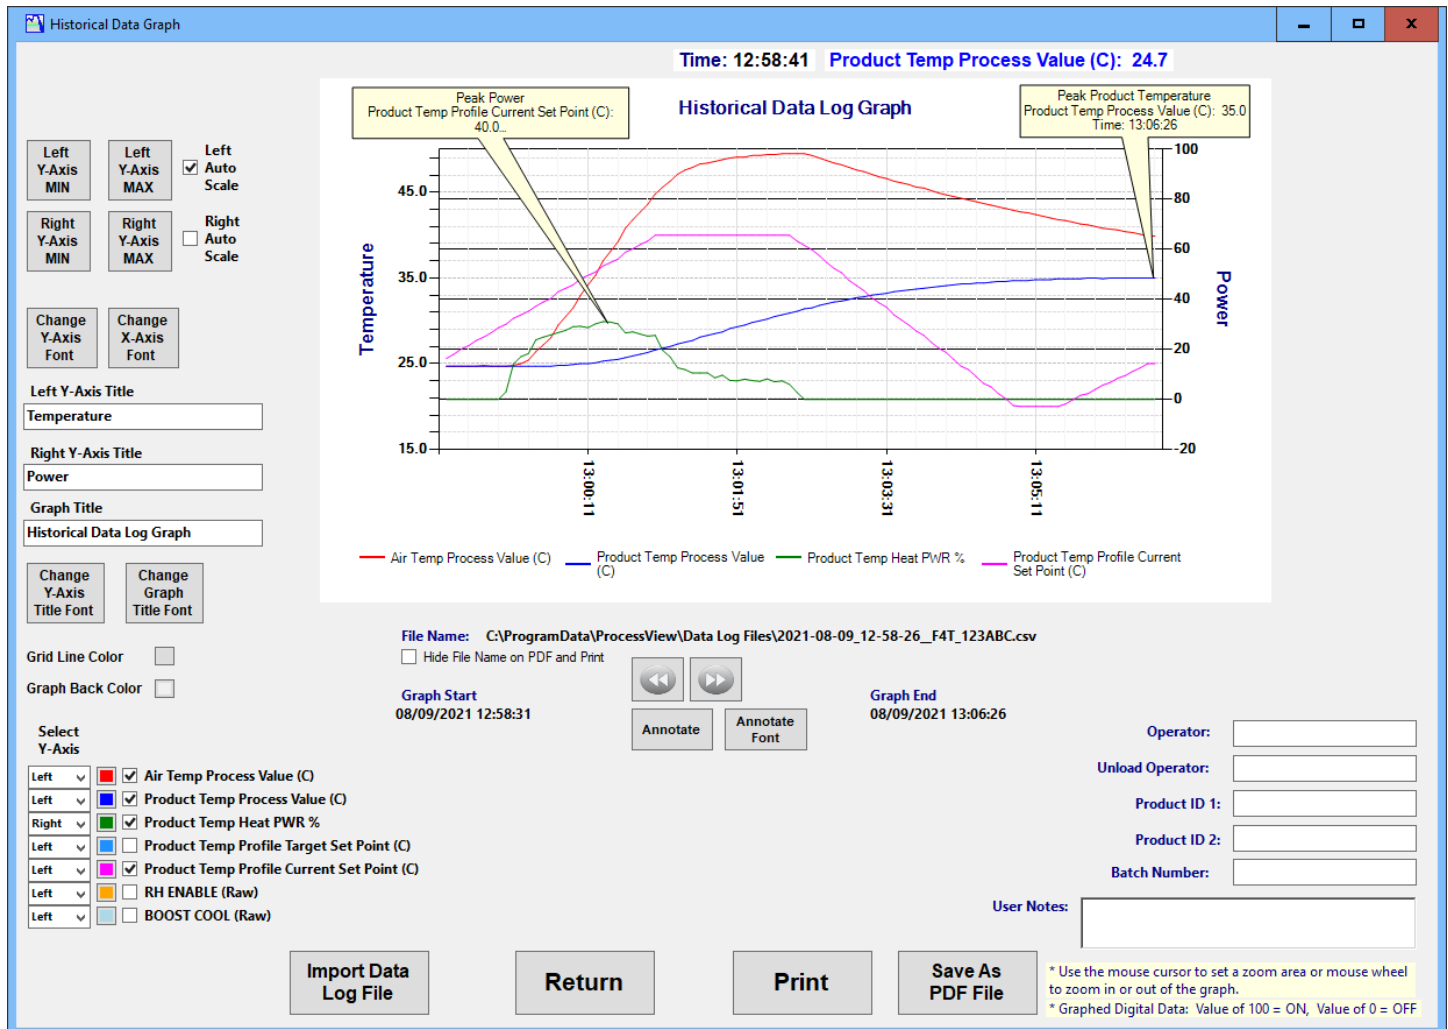 Historical Data Graph
Time: 12:58:41 Product Temp Process Value (C): 24.7
Peak Power
Product Temp Profile Current Set Point (C):
40.0...
Historical Data Log Graph
Peak Product Temperature
Product Temp Process Value (C): 35.0
Time: 13:06:26
Left
Y-Axis
MIN
Left
Y-Axis
MAX
Left
Auto
Scale
Right
Y-Axis
MIN
Right
Y-Axis
MAX
Right
Auto
Scale
Change
Y-Axis
Font
Change
X-Axis
Font
Left Y-Axis Title
Temperature
Right Y-Axis Title
Power
Graph Title
Historical Data Log Graph
Change
Y-Axis
Title Font
Change
Graph
Title Font
Grid Line Color
Graph Back Color
Temperature
45.0
35.0
25.0
15.0
100
80
60
40
20
0
-20
Power
13:00:11
13:01:51
13:03:31
13:05:11
Air Temp Process Value (C)
Product Temp Process Value
(C)
Product Temp Heat PWR %
Product Temp Profile Current
Set Point (C)
File Name: C:\ProgramData\ProcessView\Data Log Files\2021-08-09_12-58-26__F4T_123ABC.csv
Hide File Name on PDF and Print
Graph Start
08/09/2021 12:58:31
Annotate
Annotate
Font
Graph End
08/09/2021 13:06:26
Select
Y-Axis
Left Air Temp Process Value (C)
Left Product Temp Process Value (C)
Right Product Temp Heat PWR %
Left Product Temp Profile Target Set Point (C)
Left Product Temp Profile Current Set Point (C)
Left RH ENABLE (Raw)
Left BOOST COOL (Raw)
Operator:
Unload Operator:
Product ID 1:
Product ID 2:
Batch Number:
User Notes:
Import Data
Log File
Return
Print
Save As
PDF File
* Use the mouse cursor to set a zoom area or mouse wheel
to zoom in or out of the graph.
* Graphed Digital Data: Value of 100 = ON, Value of 0 = OFF